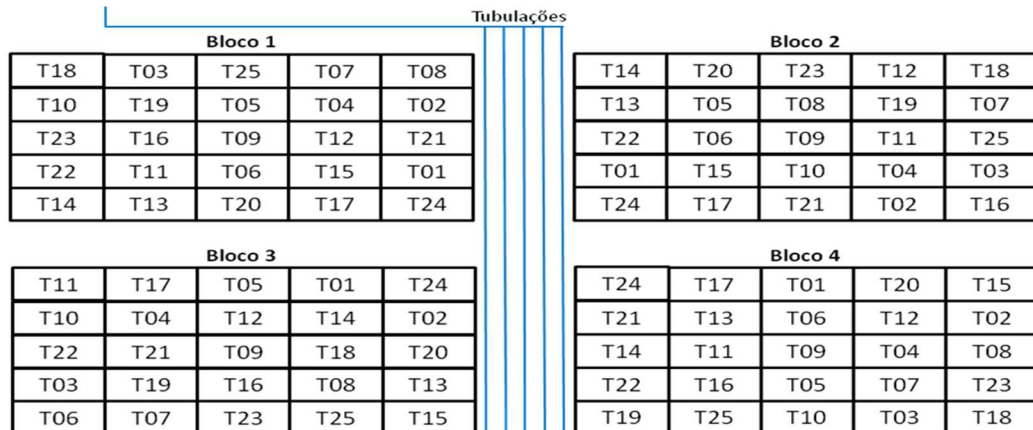 Tubulações
Bloco 1
T18 T03 T25 T07 T08
T10 T19 T05 T04 T02
T23 T16 T09 T12 T21
T22 T11 T06 T15 T01
T14 T13 T20 T17 T24
Bloco 2
T14 T20 T23 T12 T18
T13 T05 T08 T19 T07
T22 T06 T09 T11 T25
T01 T15 T10 T04 T03
T24 T17 T21 T02 T16
Bloco 3
T11 T17 T05 T01 T24
T10 T04 T12 T14 T02
T22 T21 T09 T18 T20
T03 T19 T16 T08 T13
T06 T07 T23 T25 T15
Bloco 4
T24 T17 T01 T20 T15
T21 T13 T06 T12 T02
T14 T11 T09 T04 T08
T22 T16 T05 T07 T23
T19 T25 T10 T03 T18